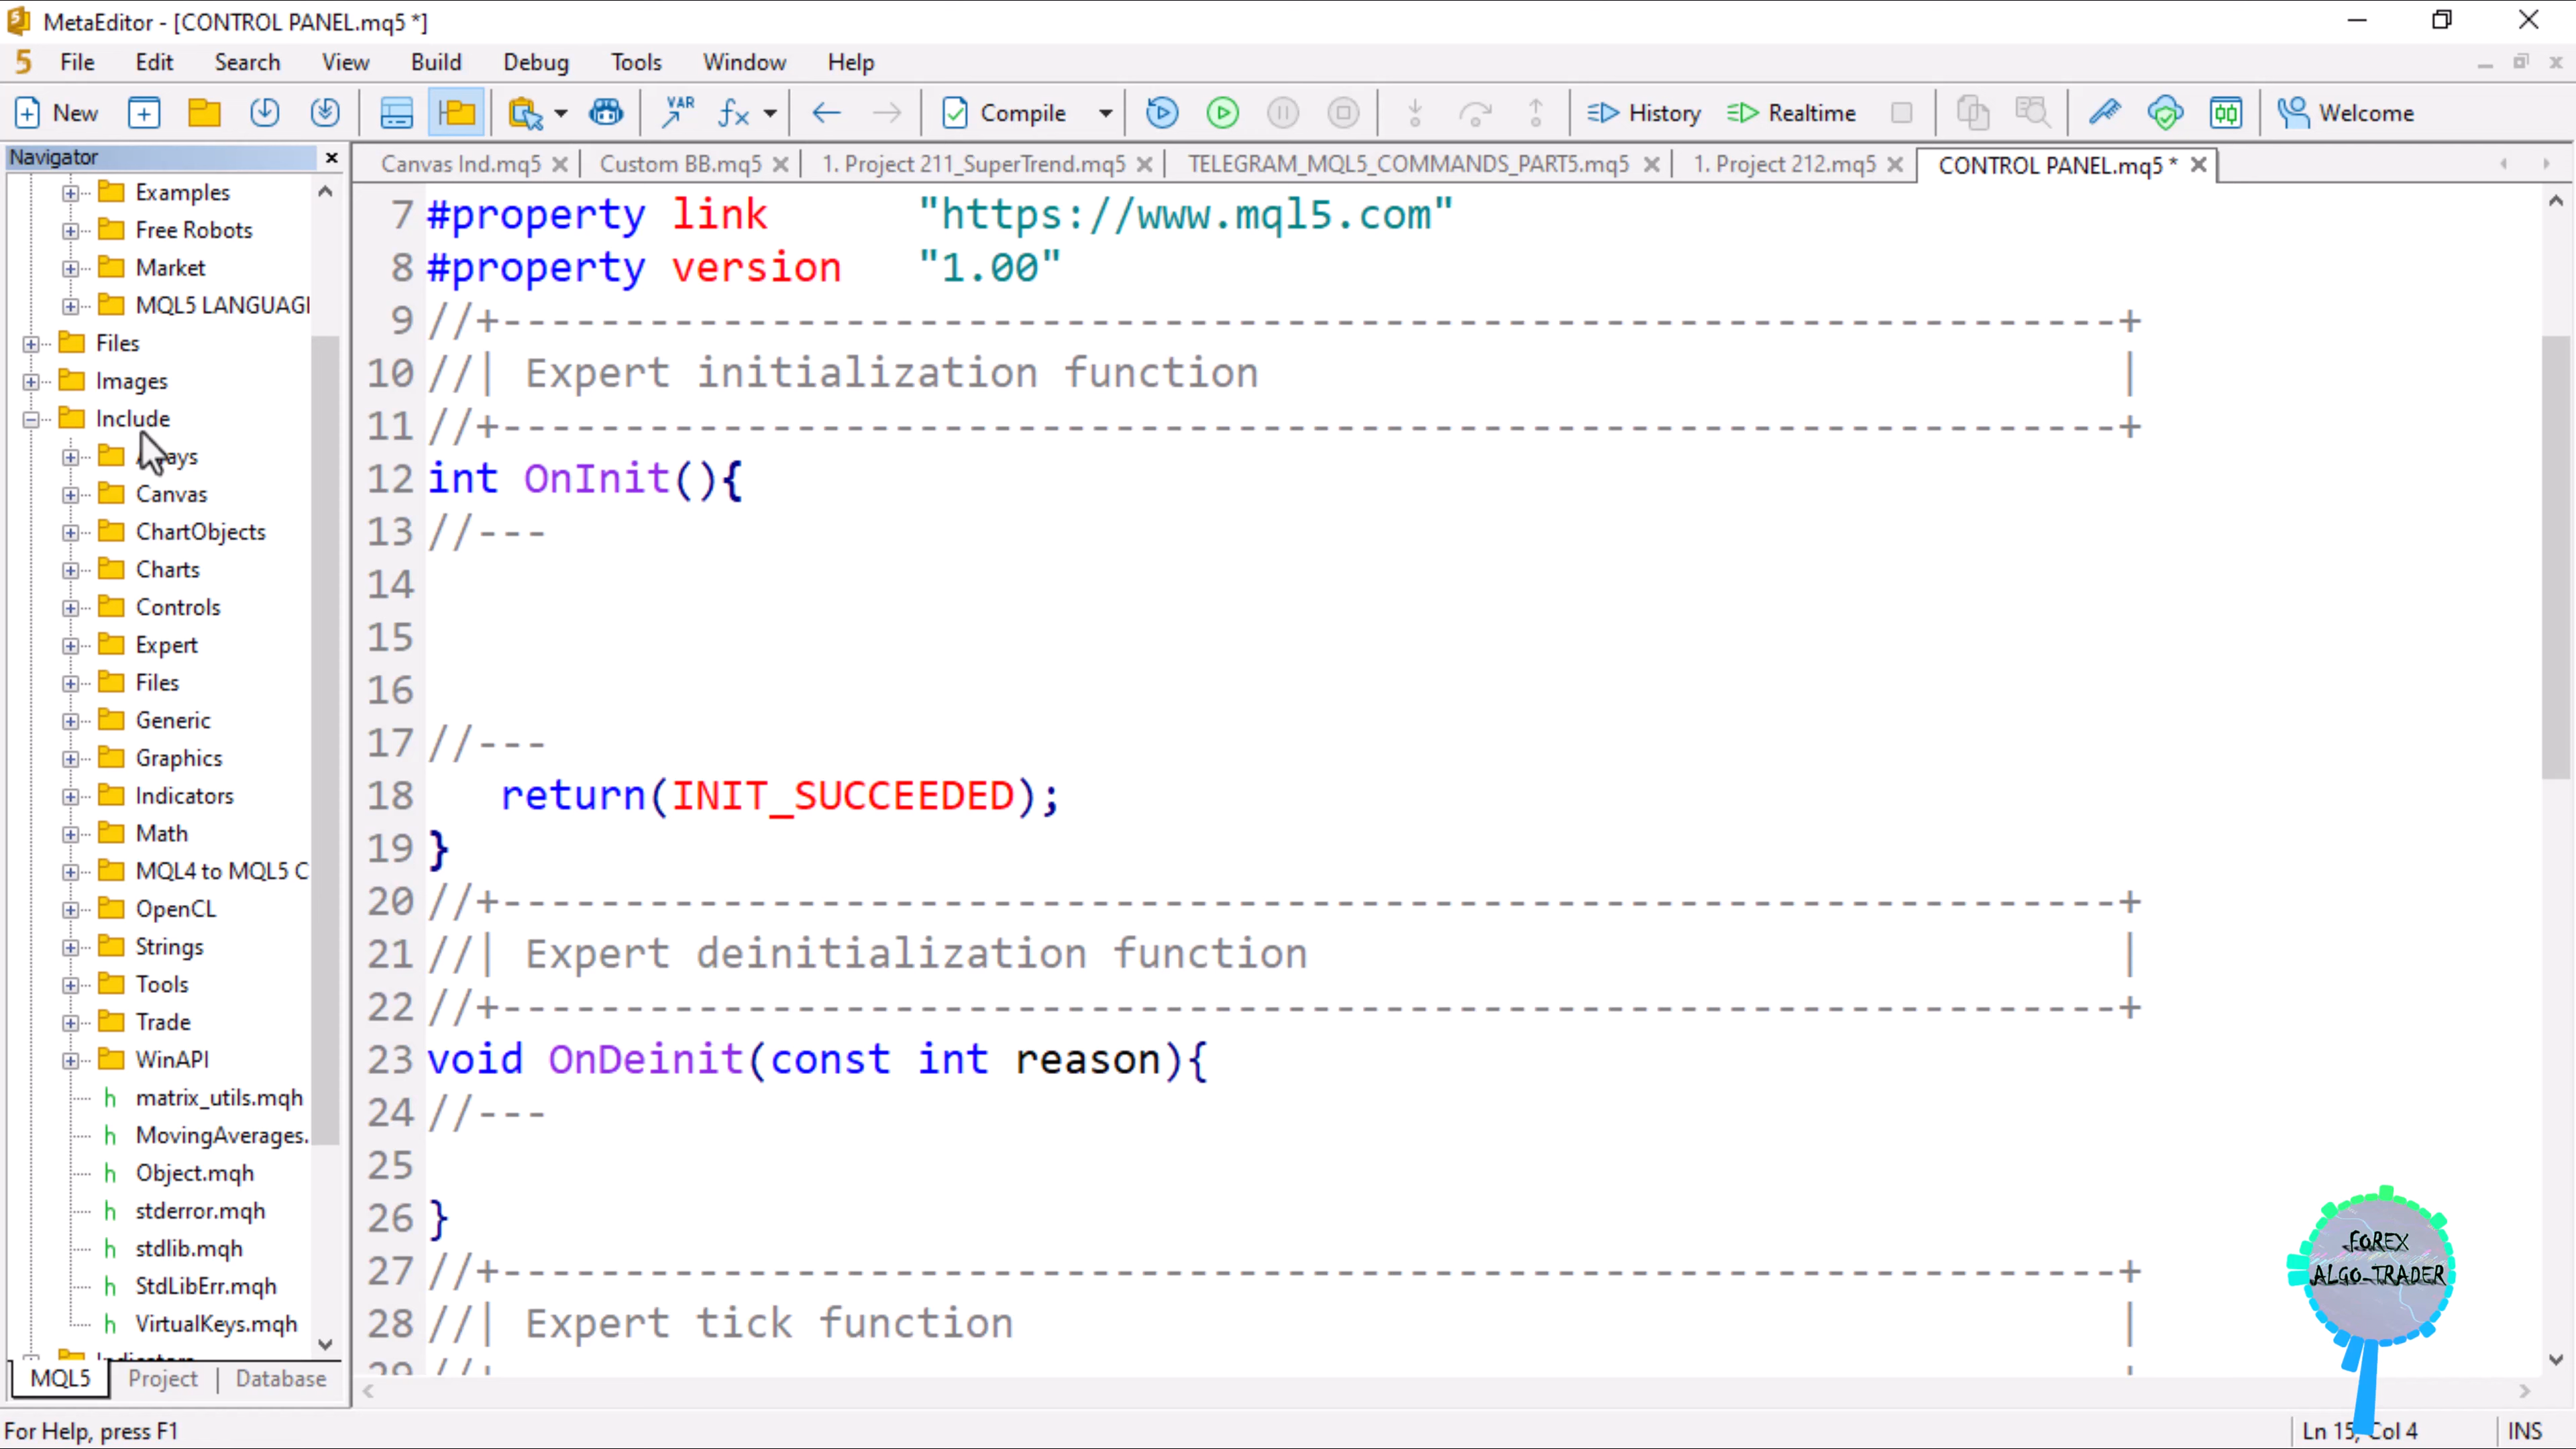 MetaEditor - [CONTROL PANEL.mq5 *]
File Edit Search View Build Debug Tools Window Help
New VAR fx Compile History Realtime Welcome
Navigator
Canvas Ind.mq5 Custom BB.mq5 1. Project 211_SuperTrend.mq5 TELEGRAM_MQL5_COMMANDS_PART5.mq5 1. Project 212.mq5 CONTROL PANEL.mq5 *
Examples
Free Robots
Market
MQL5 LANGUAGI
Files
Images
Include
Canvas
ChartObjects
Charts
Controls
Expert
Files
Generic
Graphics
Indicators
Math
MQL4 to MQL5 C
OpenCL
Strings
Tools
Trade
WinAPI
matrix_utils.mqh
MovingAverages.
Object.mqh
stderror.mqh
stdlib.mqh
StdLibErr.mqh
VirtualKeys.mqh
MQL5 Project Database
7 #property link "https://www.mql5.com"
8 #property version "1.00"
9 //+------------------------------------------------------------------+
10 //| Expert initialization function |
11 //+------------------------------------------------------------------+
12 int OnInit(){
13 //---
14
15
16
17 //---
18 return(INIT_SUCCEEDED);
19 }
20 //+------------------------------------------------------------------+
21 //| Expert deinitialization function |
22 //+------------------------------------------------------------------+
23 void OnDeinit(const int reason){
24 //---
25
26 }
27 //+------------------------------------------------------------------+
28 //| Expert tick function |
FOREX
ALGO-TRADER
For Help, press F1
Ln 15, Col 4 INS